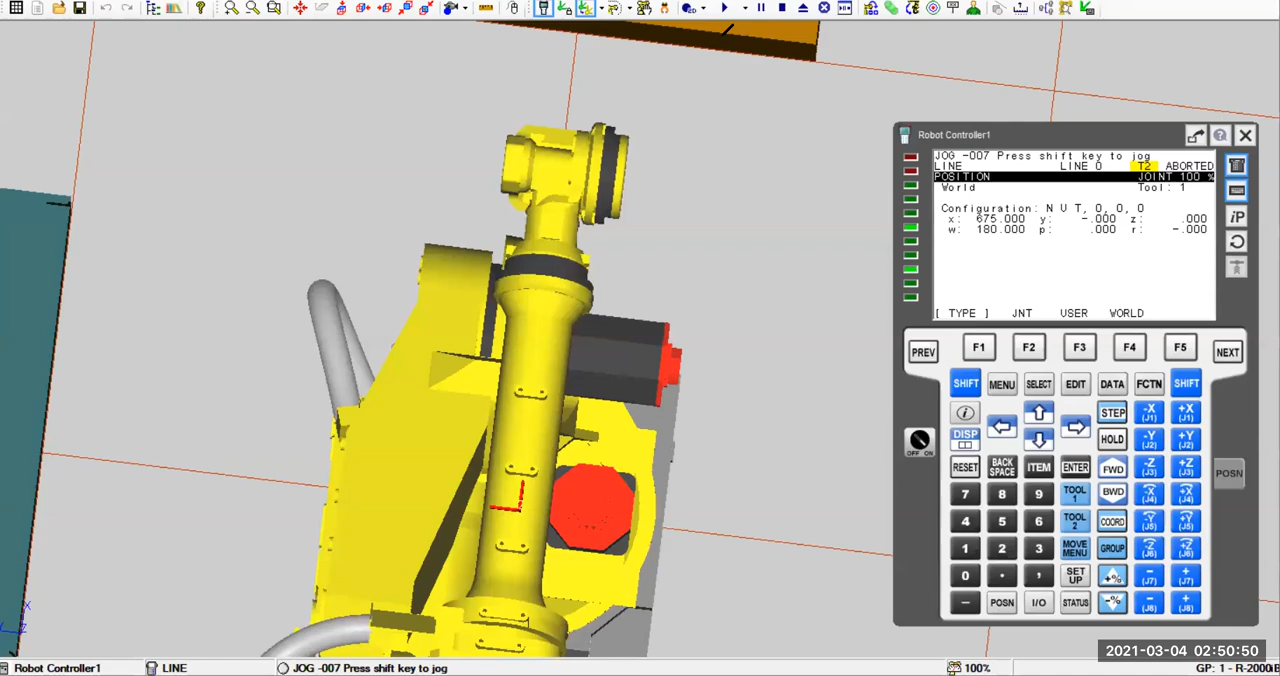 Robot Controller1
JOG -007 Press shift key to jog
LINE LINE 0 T2 ABORTED
POSITION JOINT 100 %
World Tool: 1
Configuration: N U T, 0, 0, 0
x: 675.000 y: -.000 z: .000
w: 180.000 p: .000 r: -.000
[ TYPE ] JNT USER WORLD
iP
PREV F1 F2 F3 F4 F5 NEXT
SHIFT MENU SELECT EDIT DATA FCTN SHIFT
i STEP -X (J1) +X (J1)
OFF ON DISP HOLD -Y (J2) +Y (J2)
RESET BACK SPACE ITEM ENTER FWD -Z (J3) +Z (J3)
POSN
7 8 9 TOOL 1 BWD -X (J4) +X (J4)
4 5 6 TOOL 2 COORD -Y (J5) +Y (J5)
1 2 3 MOVE MENU GROUP -Z (J6) +Z (J6)
0 . , SET UP +% - (J7) + (J7)
- POSN I/O STATUS -% - (J8) + (J8)
X
Z
2021-03-04 02:50:50
Robot Controller1 LINE JOG -007 Press shift key to jog 100% GP: 1 - R-2000iB